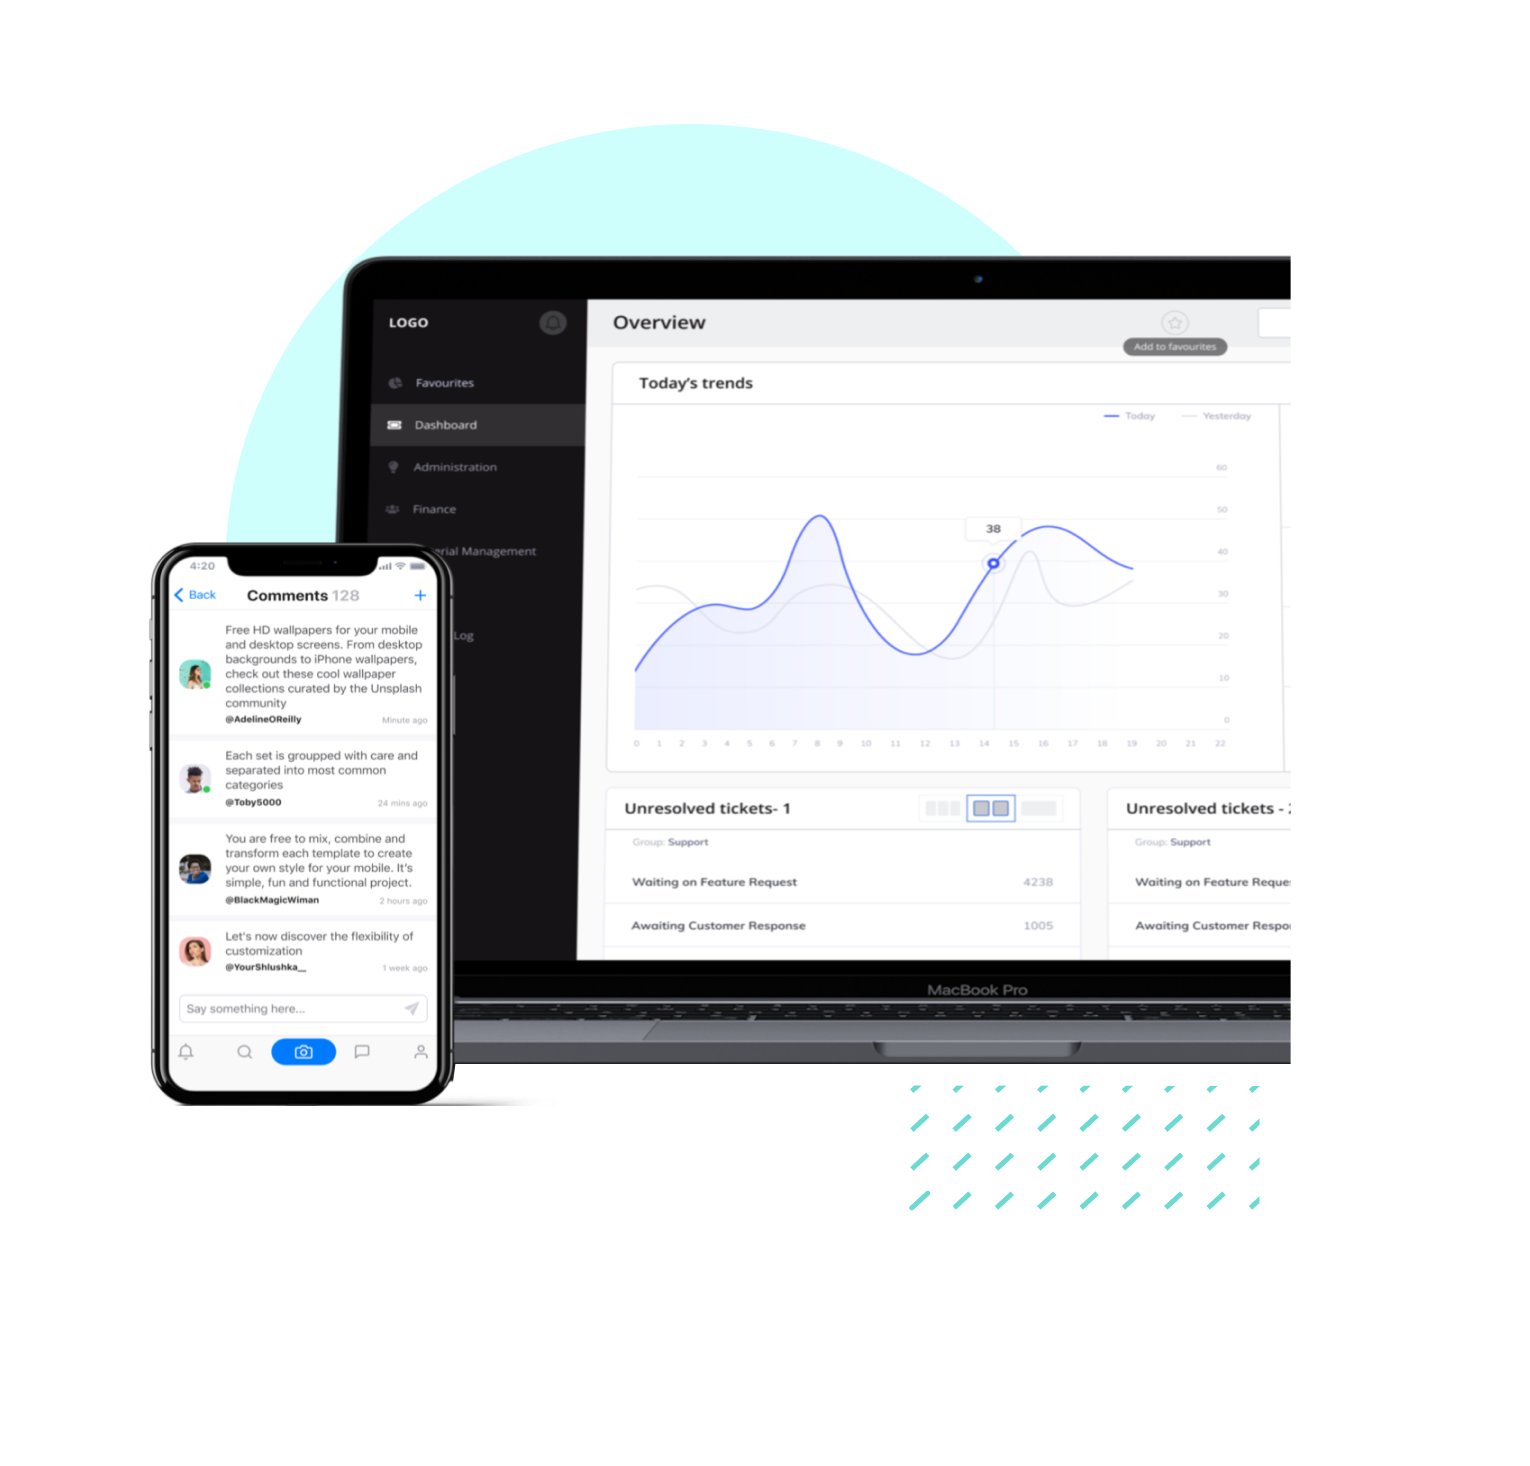 LOGO
Favourites
Dashboard
Administration
Finance
Management
Log
Overview
Add to favourites
Today's trends
Today
Yesterday
60
50
40
30
20
10
0
38
0 1 2 3 4 5 6 7 8 9 10 11 12 13 14 15 16 17 18 19 20 21 22
Unresolved tickets- 1
Group: Support
Waiting on Feature Request 4238
Awaiting Customer Response 1005
Unresolved tickets -
Group: Support
Waiting on Feature
Awaiting Customer
MacBook Pro
4:20
Back
Comments 128
+
Free HD wallpapers for your mobile
and desktop screens. From desktop
backgrounds to iPhone wallpapers,
check out these cool wallpaper
collections curated by the Unsplash
community
@AdelineOReilly Minute ago
Each set is groupped with care and
separated into most common
categories
@Toby5000 24 mins ago
You are free to mix, combine and
transform each template to create
your own style for your mobile. It's
simple, fun and functional project.
@BlackMagicWiman 2 hours ago
Let's now discover the flexibility of
customization
@YourShlushka__ 1 week ago
Say something here...